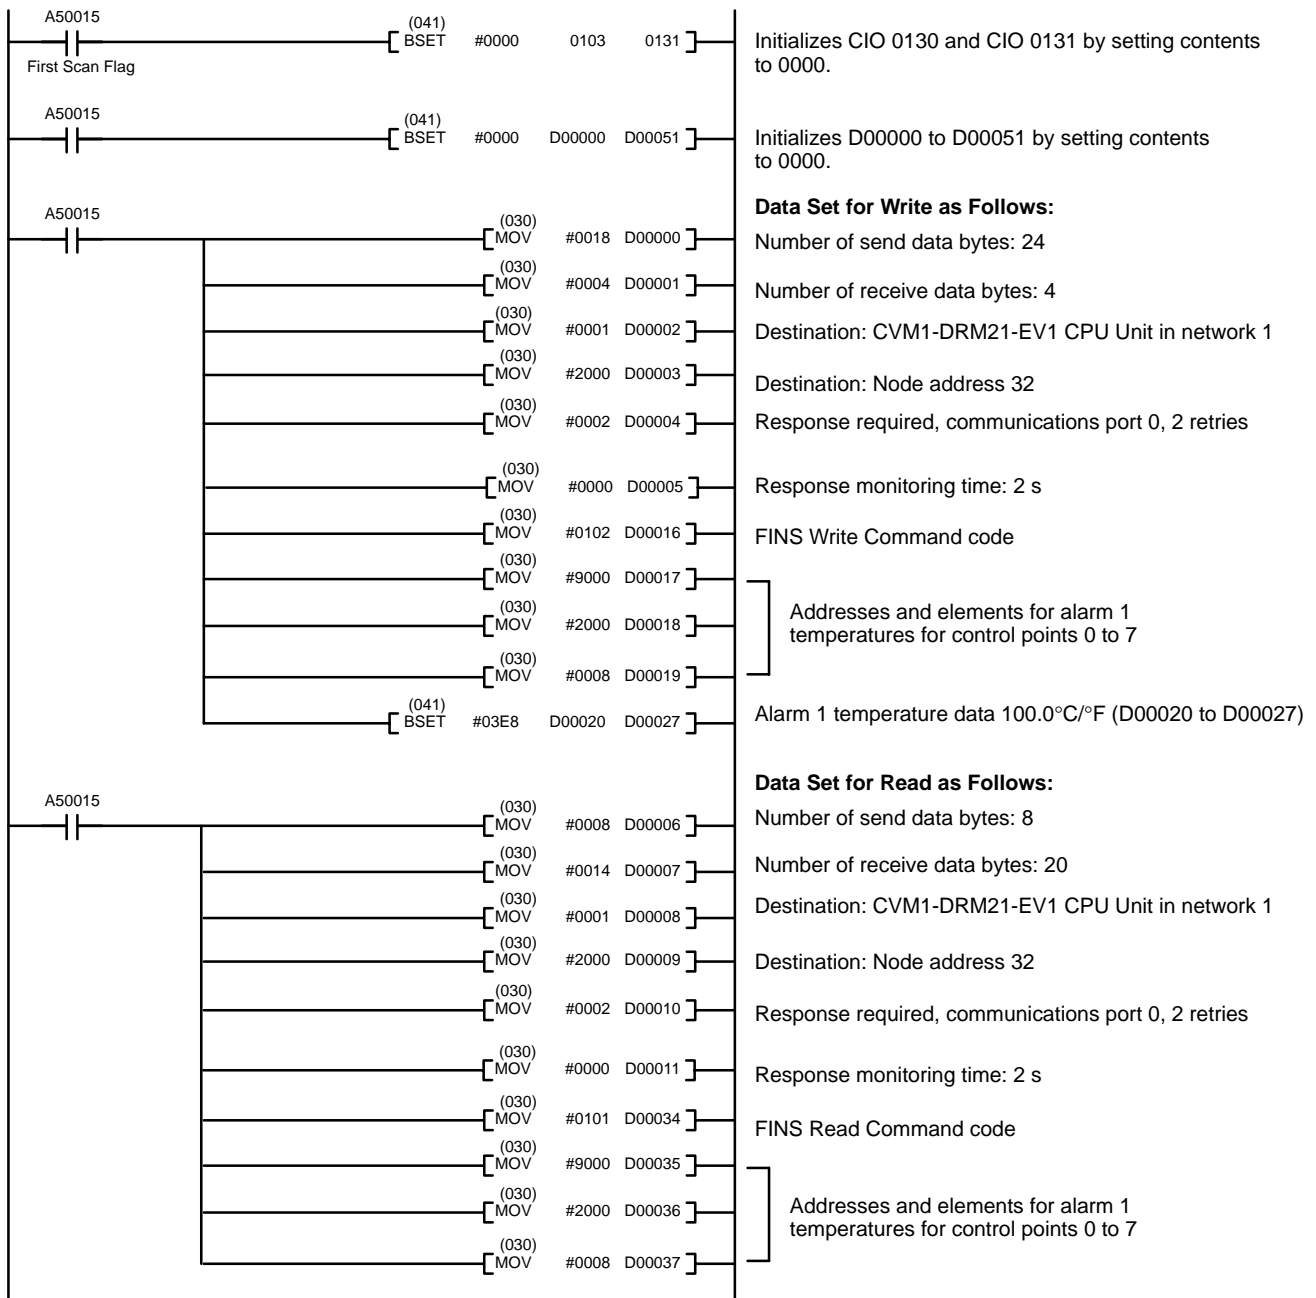 A50015
(041)
BSET #0000 0103 0131
First Scan Flag
Initializes CIO 0130 and CIO 0131 by setting contents
to 0000.
A50015
(041)
BSET #0000 D00000 D00051
Initializes D00000 to D00051 by setting contents
to 0000.
Data Set for Write as Follows:
A50015
(030)
MOV #0018 D00000
Number of send data bytes: 24
(030)
MOV #0004 D00001
Number of receive data bytes: 4
(030)
MOV #0001 D00002
Destination: CVM1-DRM21-EV1 CPU Unit in network 1
(030)
MOV #2000 D00003
Destination: Node address 32
(030)
MOV #0002 D00004
Response required, communications port 0, 2 retries
(030)
MOV #0000 D00005
Response monitoring time: 2 s
(030)
MOV #0102 D00016
FINS Write Command code
(030)
MOV #9000 D00017
(030)
MOV #2000 D00018
(030)
MOV #0008 D00019
Addresses and elements for alarm 1
temperatures for control points 0 to 7
(041)
BSET #03E8 D00020 D00027
Alarm 1 temperature data 100.0°C/°F (D00020 to D00027)
Data Set for Read as Follows:
A50015
(030)
MOV #0008 D00006
Number of send data bytes: 8
(030)
MOV #0014 D00007
Number of receive data bytes: 20
(030)
MOV #0001 D00008
Destination: CVM1-DRM21-EV1 CPU Unit in network 1
(030)
MOV #2000 D00009
Destination: Node address 32
(030)
MOV #0002 D00010
Response required, communications port 0, 2 retries
(030)
MOV #0000 D00011
Response monitoring time: 2 s
(030)
MOV #0101 D00034
FINS Read Command code
(030)
MOV #9000 D00035
(030)
MOV #2000 D00036
(030)
MOV #0008 D00037
Addresses and elements for alarm 1
temperatures for control points 0 to 7